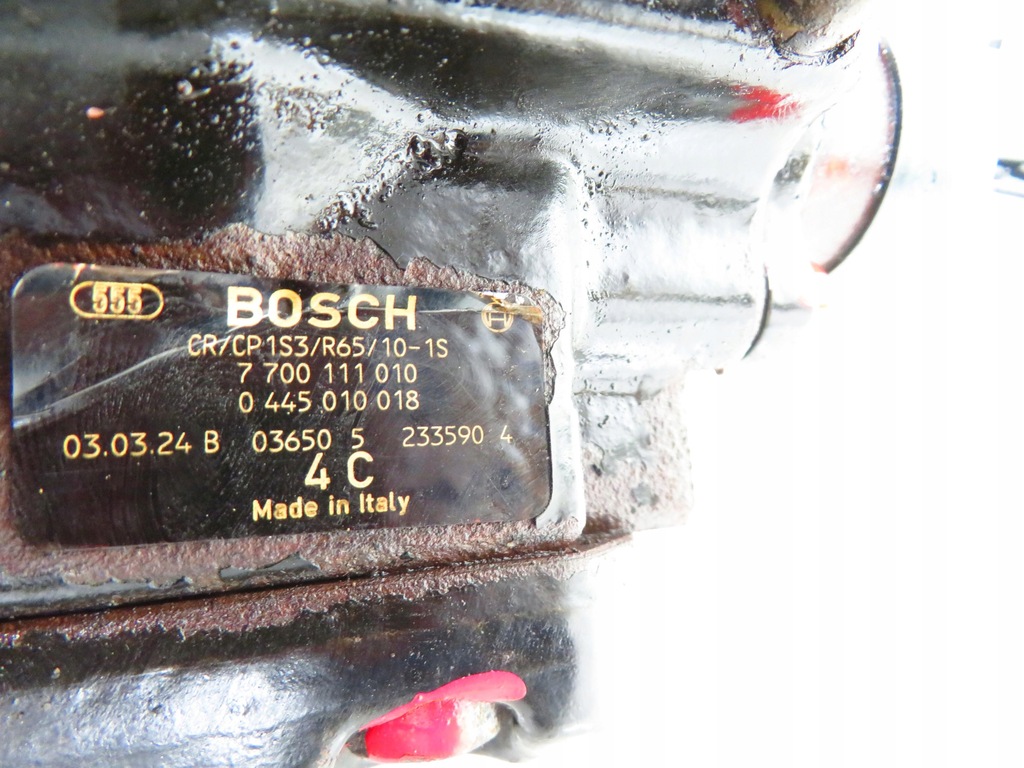 555 BOSCH
CR/CP1S3/R65/10-1S
7 700 111 010
0 445 010 018
03.03.24 B 03650 5 233590 4
4 C
Made in Italy